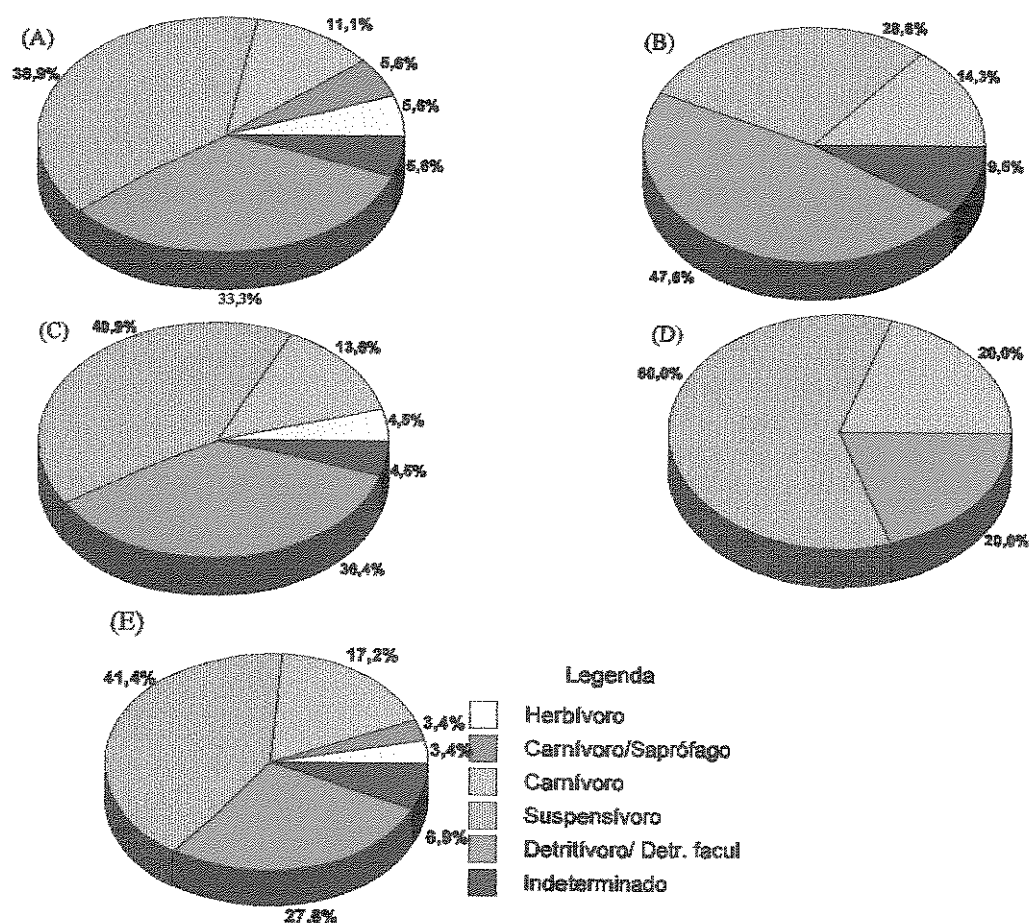 (A)
11,1%
38,9%
5,6%
5,6%
5,6%
33,3%
(B)
28,6%
14,3%
9,5%
47,6%
(C)
40,9%
13,6%
4,5%
4,5%
36,4%
(D)
60,0%
20,0%
20,0%
(E)
41,4%
17,2%
3,4%
3,4%
6,9%
27,6%
Legenda
Herbívoro
Carnívoro/Saprófago
Carnívoro
Suspensívoro
Detritívoro/ Detr. facul
Indeterminado